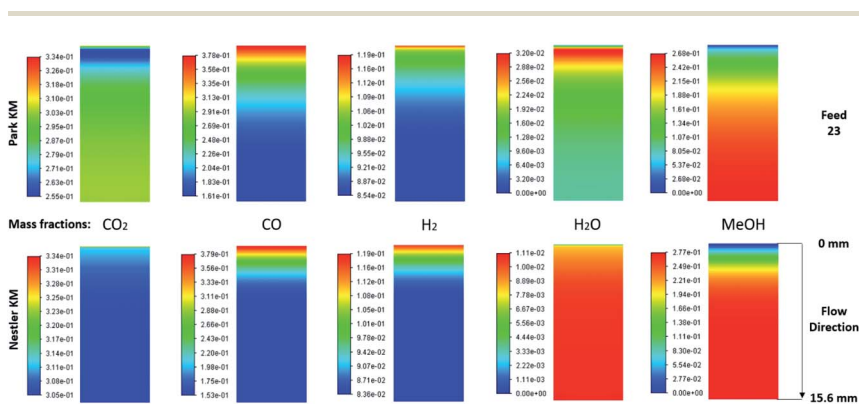 Park KM
3.34e-01
3.26e-01
3.18e-01
3.10e-01
3.03e-01
2.95e-01
2.87e-01
2.79e-01
2.71e-01
2.63e-01
2.55e-01
3.78e-01
3.56e-01
3.35e-01
3.13e-01
2.91e-01
2.69e-01
2.48e-01
2.26e-01
2.04e-01
1.83e-01
1.61e-01
1.19e-01
1.16e-01
1.12e-01
1.09e-01
1.06e-01
1.02e-01
9.88e-02
9.55e-02
9.21e-02
8.87e-02
8.54e-02
3.20e-02
2.88e-02
2.56e-02
2.24e-02
1.92e-02
1.60e-02
1.28e-02
9.60e-03
6.40e-03
3.20e-03
0.00e+00
2.68e-01
2.42e-01
2.15e-01
1.88e-01
1.61e-01
1.34e-01
1.07e-01
8.05e-02
5.37e-02
2.68e-02
0.00e+00
Feed
23
Mass fractions: CO2 CO H2 H2O MeOH
Nestler KM
3.34e-01
3.31e-01
3.28e-01
3.25e-01
3.23e-01
3.20e-01
3.17e-01
3.14e-01
3.11e-01
3.08e-01
3.05e-01
3.79e-01
3.56e-01
3.33e-01
3.11e-01
2.88e-01
2.66e-01
2.43e-01
2.20e-01
1.98e-01
1.75e-01
1.53e-01
1.19e-01
1.16e-01
1.12e-01
1.08e-01
1.05e-01
1.01e-01
9.78e-02
9.42e-02
9.07e-02
8.71e-02
8.36e-02
1.11e-02
9.96e-03
8.85e-03
7.74e-03
6.64e-03
5.53e-03
4.42e-03
3.32e-03
2.21e-03
1.11e-03
0.00e+00
2.77e-01
2.49e-01
2.21e-01
1.94e-01
1.66e-01
1.38e-01
1.11e-01
8.30e-02
5.54e-02
2.77e-02
0.00e+00
0 mm
Flow
Direction
15.6 mm